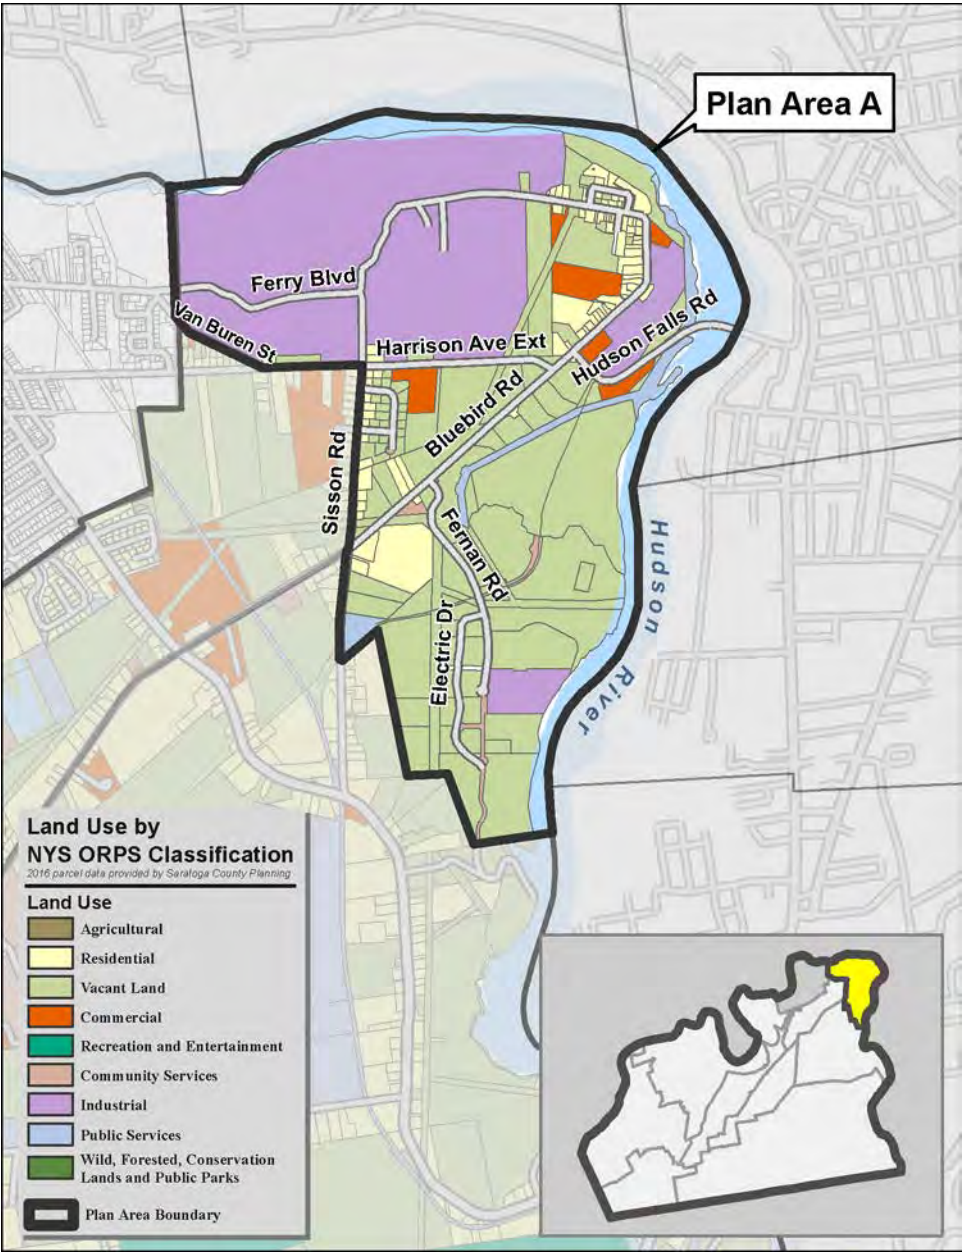 Plan Area A
Ferry Blvd
Van Buren St
Harrison Ave Ext
Hudson Falls Rd
Bluebird Rd
Sisson Rd
Fernan Rd
Electric Dr
Hudson River
Land Use by
NYS ORPS Classification
2016 parcel data provided by Saratoga County Planning
Land Use
Agricultural
Residential
Vacant Land
Commercial
Recreation and Entertainment
Community Services
Industrial
Public Services
Wild, Forested, Conservation
Lands and Public Parks
Plan Area Boundary